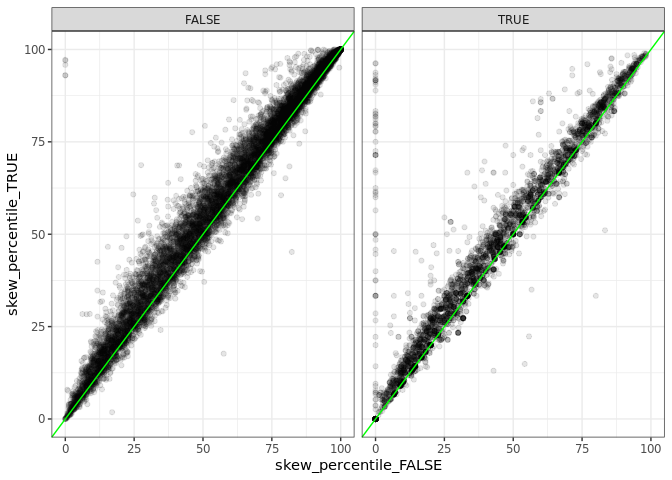 FALSE TRUE
100
75
50
25
0
0 25 50 75 100 0 25 50 75 100
skew_percentile_FALSE
skew_percentile_TRUE